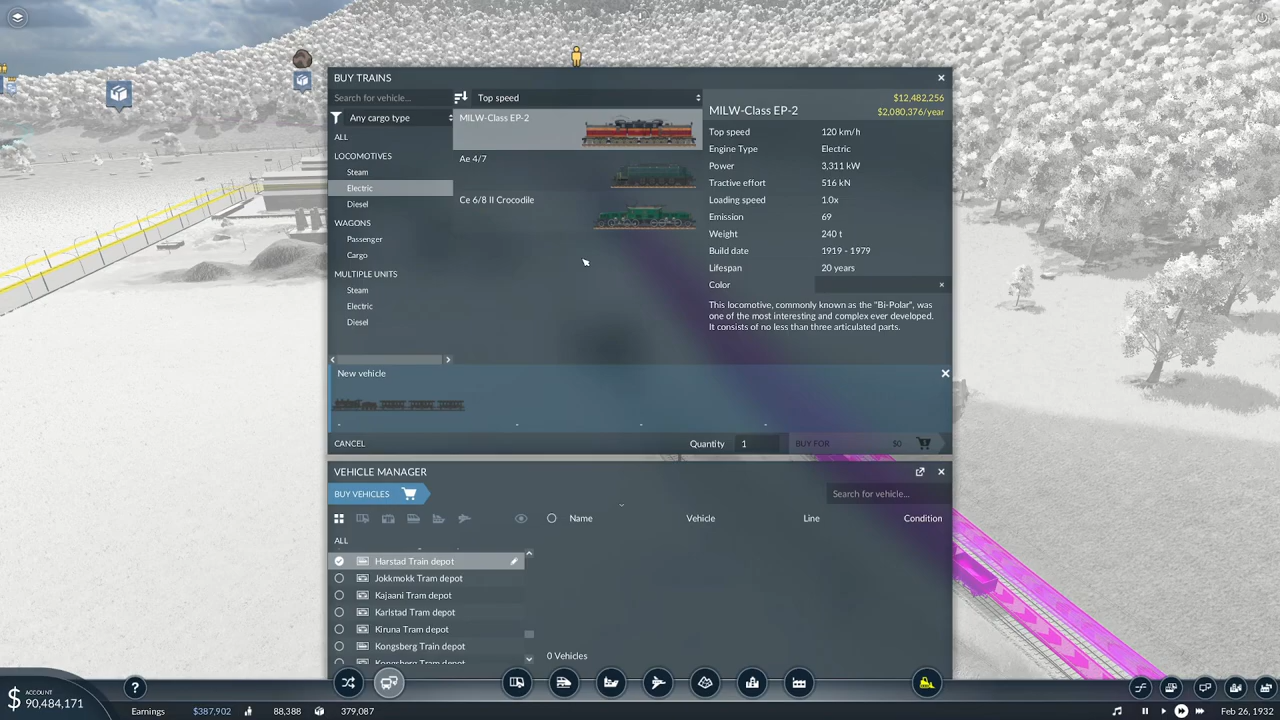 BUY TRAINS
Search for vehicle...
Top speed
Any cargo type
ALL
LOCOMOTIVES
Steam
Electric
Diesel
WAGONS
Passenger
Cargo
MULTIPLE UNITS
Steam
Electric
Diesel
MILW-Class EP-2
Ae 4/7
Ce 6/8 II Crocodile
$12,482,256
MILW-Class EP-2
$2,080,376/year
Top speed 120 km/h
Engine Type Electric
Power 3,311 kW
Tractive effort 516 kN
Loading speed 1.0x
Emission 69
Weight 240 t
Build date 1919 - 1979
Lifespan 20 years
Color
This locomotive, commonly known as the "Bi-Polar", was
one of the most interesting and complex ever developed.
It consists of no less than three articulated parts.
New vehicle
CANCEL
Quantity 1
BUY FOR $0
VEHICLE MANAGER
BUY VEHICLES
Search for vehicle...
Name Vehicle Line Condition
ALL
Harstad Train depot
Jokkmokk Tram depot
Kajaani Tram depot
Karlstad Tram depot
Kiruna Tram depot
Kongsberg Train depot
Kongsberg Tram depot
0 Vehicles
ACCOUNT
$ 90,484,171
?
Earnings $387,902 88,388 379,087
Feb 26, 1932